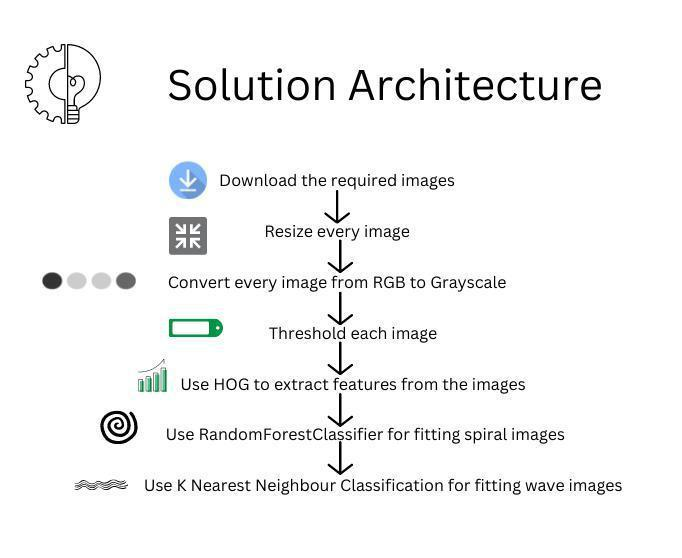 Solution Architecture
Download the required images
Resize every image
Convert every image from RGB to Grayscale
Threshold each image
Use HOG to extract features from the images
Use RandomForestClassifier for fitting spiral images
Use K Nearest Neighbour Classification for fitting wave images